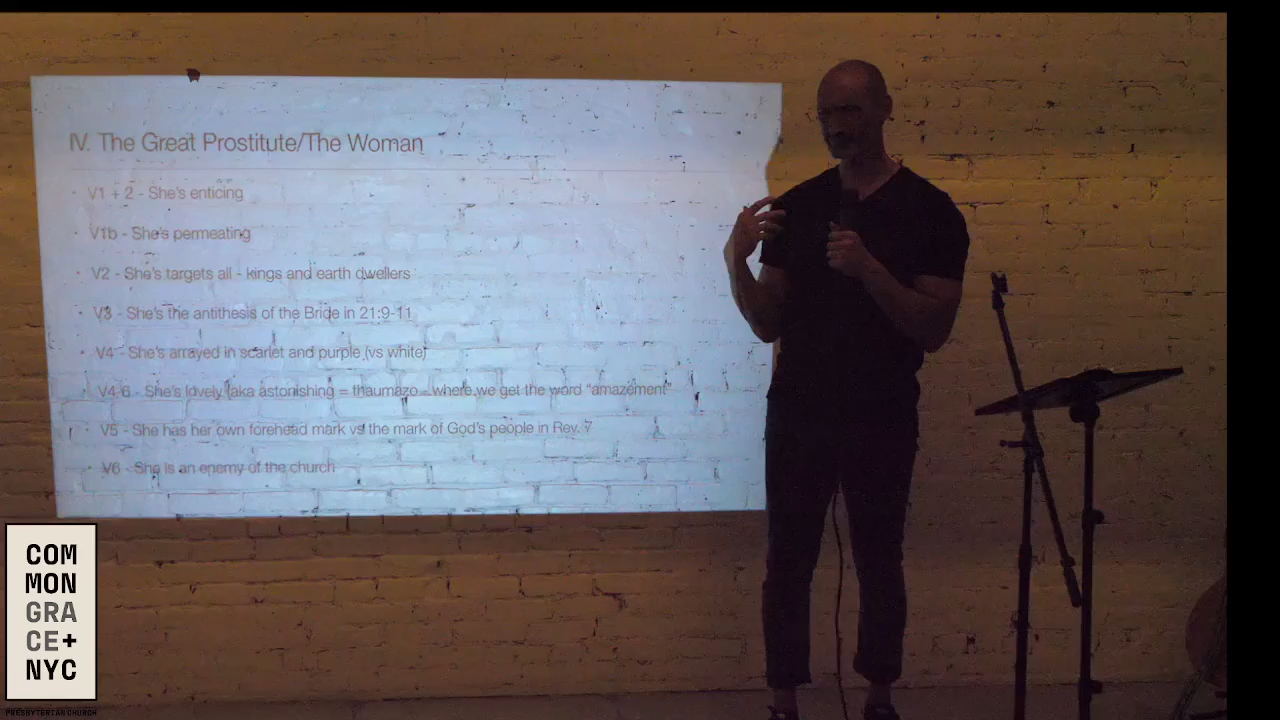 IV. The Great Prostitute/The Woman
• V1 + 2 - She's enticing
• V1b - She's permeating
• V2 - She's targets all - kings and earth dwellers
• V3 - She's the antithesis of the Bride in 21:9-11
• V4 - She's arrayed in scarlet and purple (vs white)
• V4-6 - She's lovely (aka astonishing = thaumazo - where we get the word "amazement"
• V5 - She has her own forehead mark vs the mark of God's people in Rev. 7
• V6 - She is an enemy of the church
COM
MON
GRA
CE+
NYC
PRESBYTERIAN CHURCH